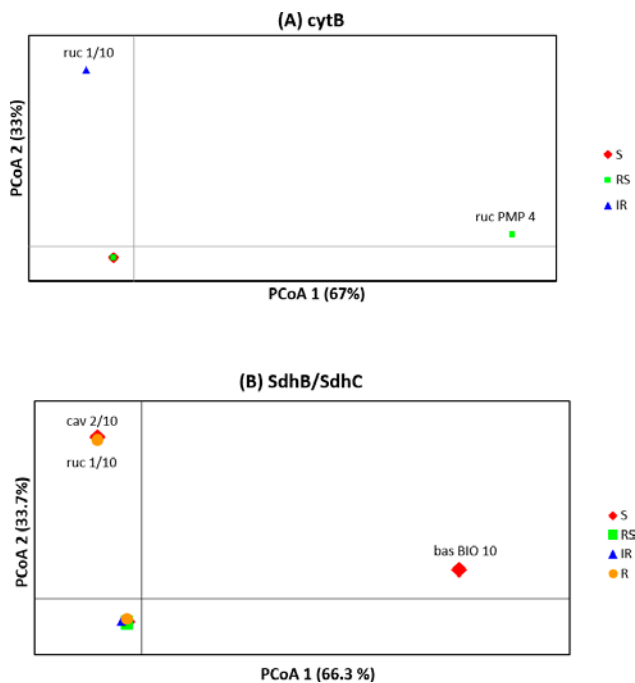 (A) cytB
ruc 1/10
PCoA 2 (33%)
ruc PMP 4
PCoA 1 (67%)
S
RS
IR
(B) SdhB/SdhC
cav 2/10
ruc 1/10
PCoA 2 (33.7%)
bas BIO 10
PCoA 1 (66.3 %)
S
RS
IR
R